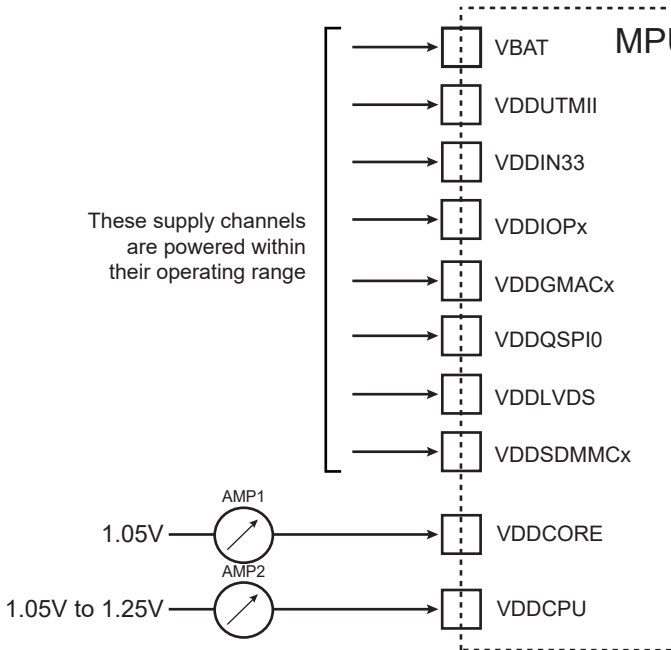 MPU
VBAT
VDDUTMII
VDDIN33
These supply channels
are powered within
their operating range
VDDIOPx
VDDGMACx
VDDQSPI0
VDDLVDS
VDDSDMMCx
AMP1
1.05V
VDDCORE
AMP2
1.05V to 1.25V
VDDCPU